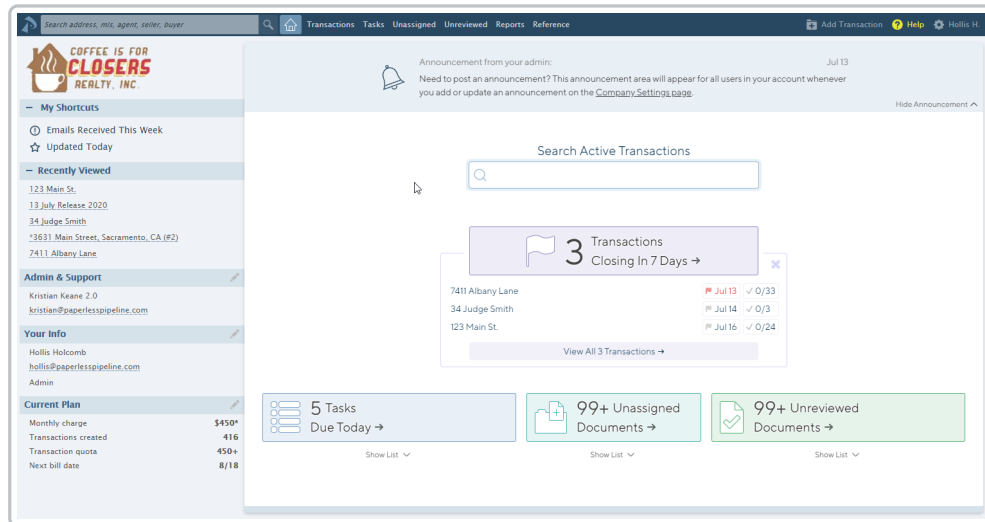 Search address, mls, agent, seller, buyer
Transactions Tasks Unassigned Unreviewed Reports Reference
Add Transaction ? Help Hollis H.
COFFEE IS FOR
CLOSERS
REALTY, INC.
– My Shortcuts
Emails Received This Week
Updated Today
– Recently Viewed
123 Main St.
13 July Release 2020
34 Judge Smith
*3631 Main Street, Sacramento, CA (#2)
7411 Albany Lane
Admin & Support
Kristian Keane 2.0
kristian@paperlesspipeline.com
Your Info
Hollis Holcomb
hollis@paperlesspipeline.com
Admin
Current Plan
Monthly charge $450*
Transactions created 416
Transaction quota 450+
Next bill date 8/18
Announcement from your admin: Jul 13
Need to post an announcement? This announcement area will appear for all users in your account whenever
you add or update an announcement on the Company Settings page.
Hide Announcement
Search Active Transactions
3 Transactions
Closing In 7 Days →
7411 Albany Lane Jul 13 ✓ 0/33
34 Judge Smith Jul 14 ✓ 0/3
123 Main St. Jul 16 ✓ 0/24
View All 3 Transactions →
5 Tasks
Due Today →
Show List
99+ Unassigned
Documents →
Show List
99+ Unreviewed
Documents →
Show List